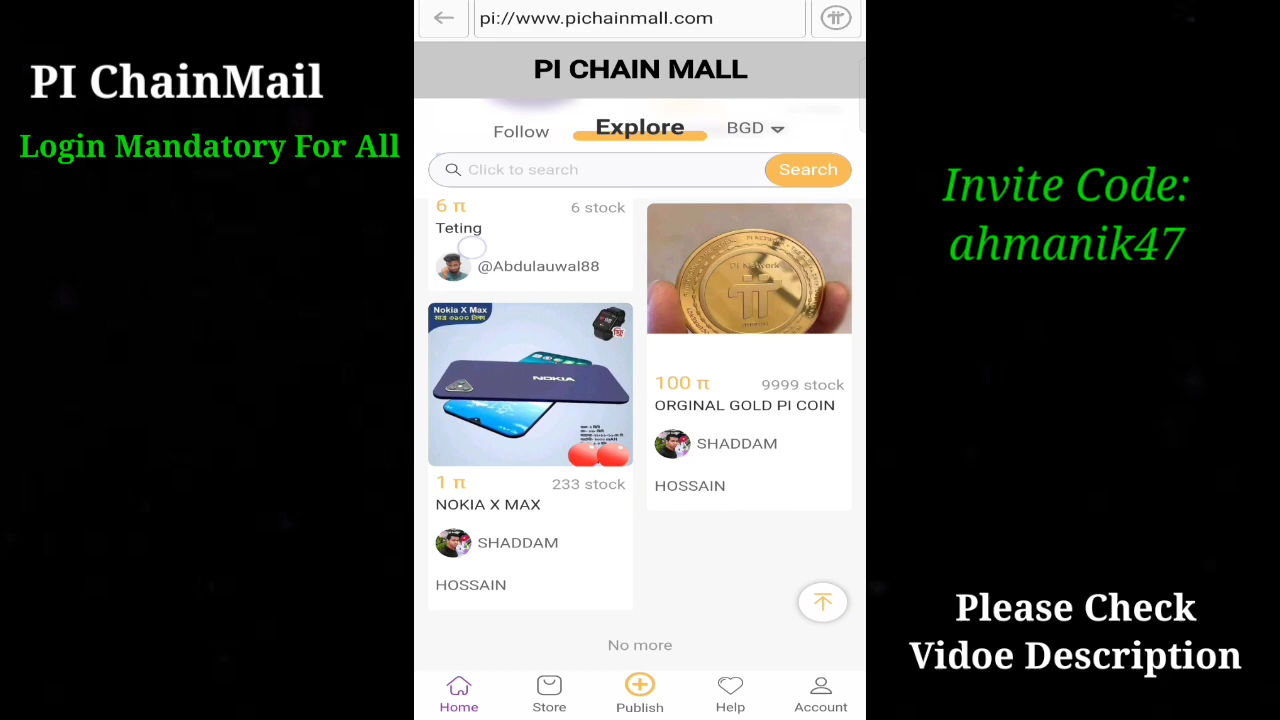 PI ChainMail
Login Mandatory For All
pi://www.pichainmall.com
PI CHAIN MALL
Follow
Explore
BGD
Click to search
Search
6 π
6 stock
Teting
@Abdulauwal88
Nokia X Max
NOKIA
1 π
233 stock
NOKIA X MAX
SHADDAM
HOSSAIN
Pi Network
100 π
9999 stock
ORGINAL GOLD PI COIN
SHADDAM
HOSSAIN
No more
Home
Store
Publish
Help
Account
Invite Code:
ahmanik47
Please Check
Vidoe Description